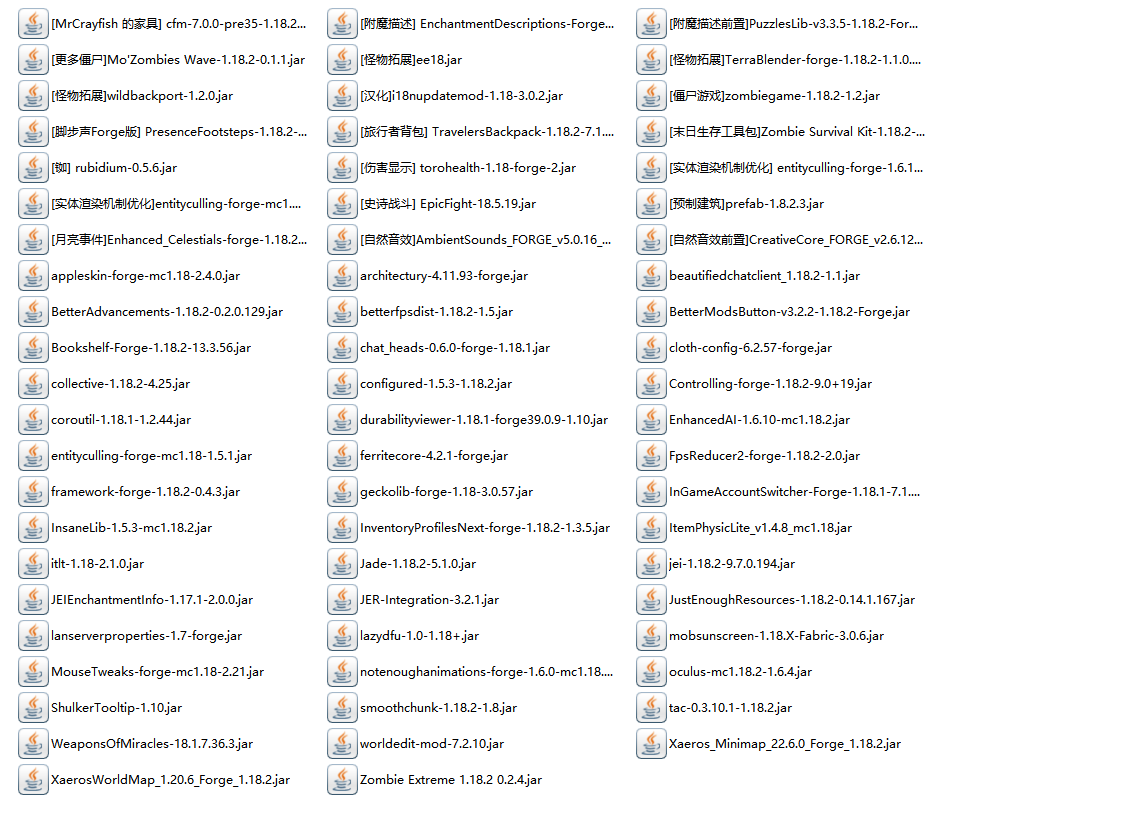 [MrCrayfish 的家具] cfm-7.0.0-pre35-1.18.2...
[附魔描述] EnchantmentDescriptions-Forge...
[附魔描述前置]PuzzlesLib-v3.3.5-1.18.2-For...
[更多僵尸]Mo'Zombies Wave-1.18.2-0.1.1.jar
[怪物拓展]ee18.jar
[怪物拓展]TerraBlender-forge-1.18.2-1.1.0....
[怪物拓展]wildbackport-1.2.0.jar
[汉化]i18nupdatemod-1.18-3.0.2.jar
[僵尸游戏]zombiegame-1.18.2-1.2.jar
[脚步声Forge版] PresenceFootsteps-1.18.2-...
[旅行者背包] TravelersBackpack-1.18.2-7.1....
[末日生存工具包]Zombie Survival Kit-1.18.2-...
[铷] rubidium-0.5.6.jar
[伤害显示] torohealth-1.18-forge-2.jar
[实体渲染机制优化] entityculling-forge-1.6.1...
[实体渲染机制优化]entityculling-forge-mc1....
[史诗战斗] EpicFight-18.5.19.jar
[预制建筑]prefab-1.8.2.3.jar
[月亮事件]Enhanced_Celestials-forge-1.18.2...
[自然音效]AmbientSounds_FORGE_v5.0.16_...
[自然音效前置]CreativeCore_FORGE_v2.6.12...
appleskin-forge-mc1.18-2.4.0.jar
architectury-4.11.93-forge.jar
beautifiedchatclient_1.18.2-1.1.jar
BetterAdvancements-1.18.2-0.2.0.129.jar
betterfpsdist-1.18.2-1.5.jar
BetterModsButton-v3.2.2-1.18.2-Forge.jar
Bookshelf-Forge-1.18.2-13.3.56.jar
chat_heads-0.6.0-forge-1.18.1.jar
cloth-config-6.2.57-forge.jar
collective-1.18.2-4.25.jar
configured-1.5.3-1.18.2.jar
Controlling-forge-1.18.2-9.0+19.jar
coroutil-1.18.1-1.2.44.jar
durabilityviewer-1.18.1-forge39.0.9-1.10.jar
EnhancedAI-1.6.10-mc1.18.2.jar
entityculling-forge-mc1.18-1.5.1.jar
ferritecore-4.2.1-forge.jar
FpsReducer2-forge-1.18.2-2.0.jar
framework-forge-1.18.2-0.4.3.jar
geckolib-forge-1.18-3.0.57.jar
InGameAccountSwitcher-Forge-1.18.1-7.1....
InsaneLib-1.5.3-mc1.18.2.jar
InventoryProfilesNext-forge-1.18.2-1.3.5.jar
ItemPhysicLite_v1.4.8_mc1.18.jar
itlt-1.18-2.1.0.jar
Jade-1.18.2-5.1.0.jar
jei-1.18.2-9.7.0.194.jar
JEIEnchantmentInfo-1.17.1-2.0.0.jar
JER-Integration-3.2.1.jar
JustEnoughResources-1.18.2-0.14.1.167.jar
lanserverproperties-1.7-forge.jar
lazydfu-1.0-1.18+.jar
mobsunscreen-1.18.X-Fabric-3.0.6.jar
MouseTweaks-forge-mc1.18-2.21.jar
notenoughanimations-forge-1.6.0-mc1.18....
oculus-mc1.18.2-1.6.4.jar
ShulkerTooltip-1.10.jar
smoothchunk-1.18.2-1.8.jar
tac-0.3.10.1-1.18.2.jar
WeaponsOfMiracles-18.1.7.36.3.jar
worldedit-mod-7.2.10.jar
Xaeros_Minimap_22.6.0_Forge_1.18.2.jar
XaerosWorldMap_1.20.6_Forge_1.18.2.jar
Zombie Extreme 1.18.2 0.2.4.jar